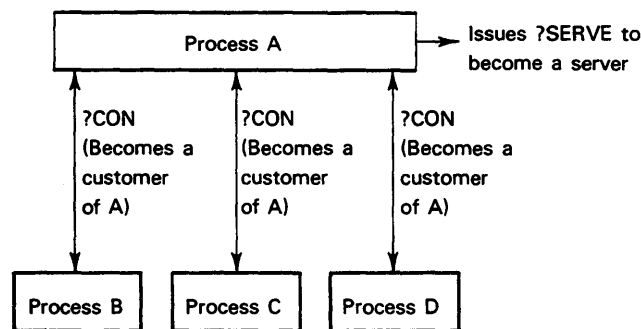 Process A
Issues ?SERVE to
become a server
?CON
(Becomes a
customer
of A)
?CON
(Becomes a
customer
of A)
?CON
(Becomes a
customer
of A)
Process B
Process C
Process D